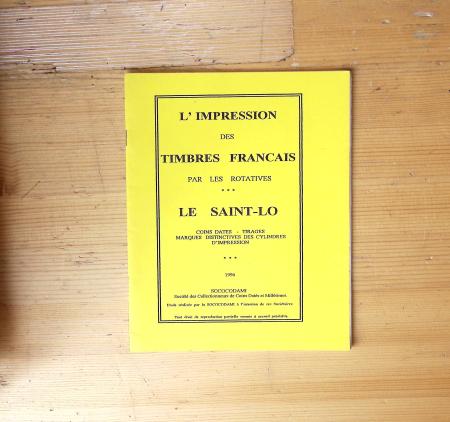 L' IMPRESSION
DES
TIMBRES FRANCAIS
PAR LES ROTATIVES
* * *
LE SAINT-LO
COINS DATES - TIRAGES
MARQUES DISTINCTIVES DES CYLINDRES
D'IMPRESSION
* * *
1994
SOCOCODAMI
Société des Collectionneurs de Coins Datés et Millésimes
Etude réalisée par la SOCOCODAMI à l'intention de ses Sociétaires
Tout droit de reproduction partielle soumis à accord préalable.